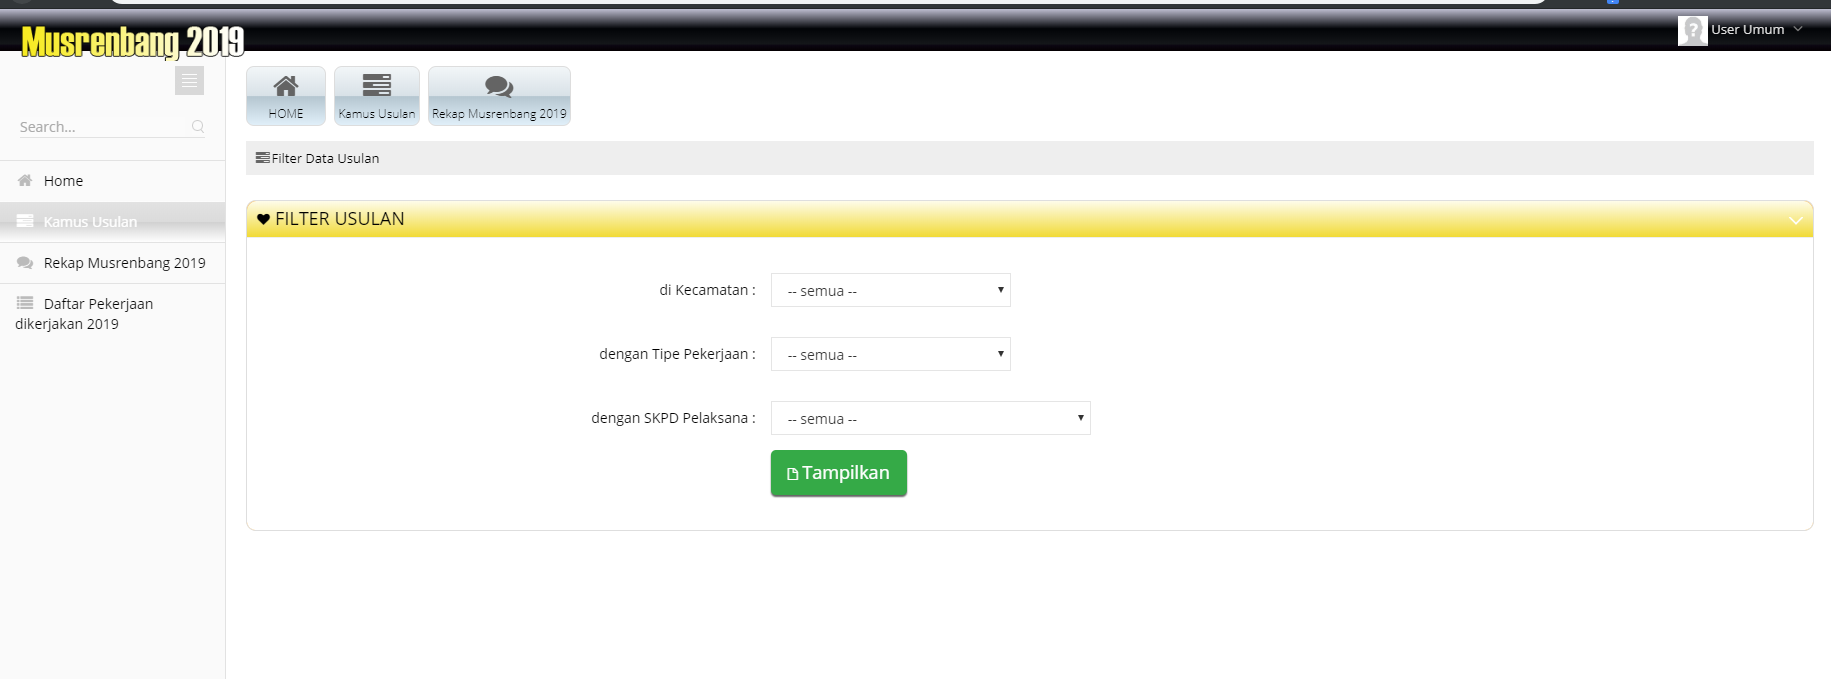 Musrenbang 2019
User Umum
Search...
Home
Kamus Usulan
Rekap Musrenbang 2019
Daftar Pekerjaan
dikerjakan 2019
HOME
Kamus Usulan
Rekap Musrenbang 2019
Filter Data Usulan
FILTER USULAN
di Kecamatan : -- semua --
dengan Tipe Pekerjaan : -- semua --
dengan SKPD Pelaksana : -- semua --
Tampilkan